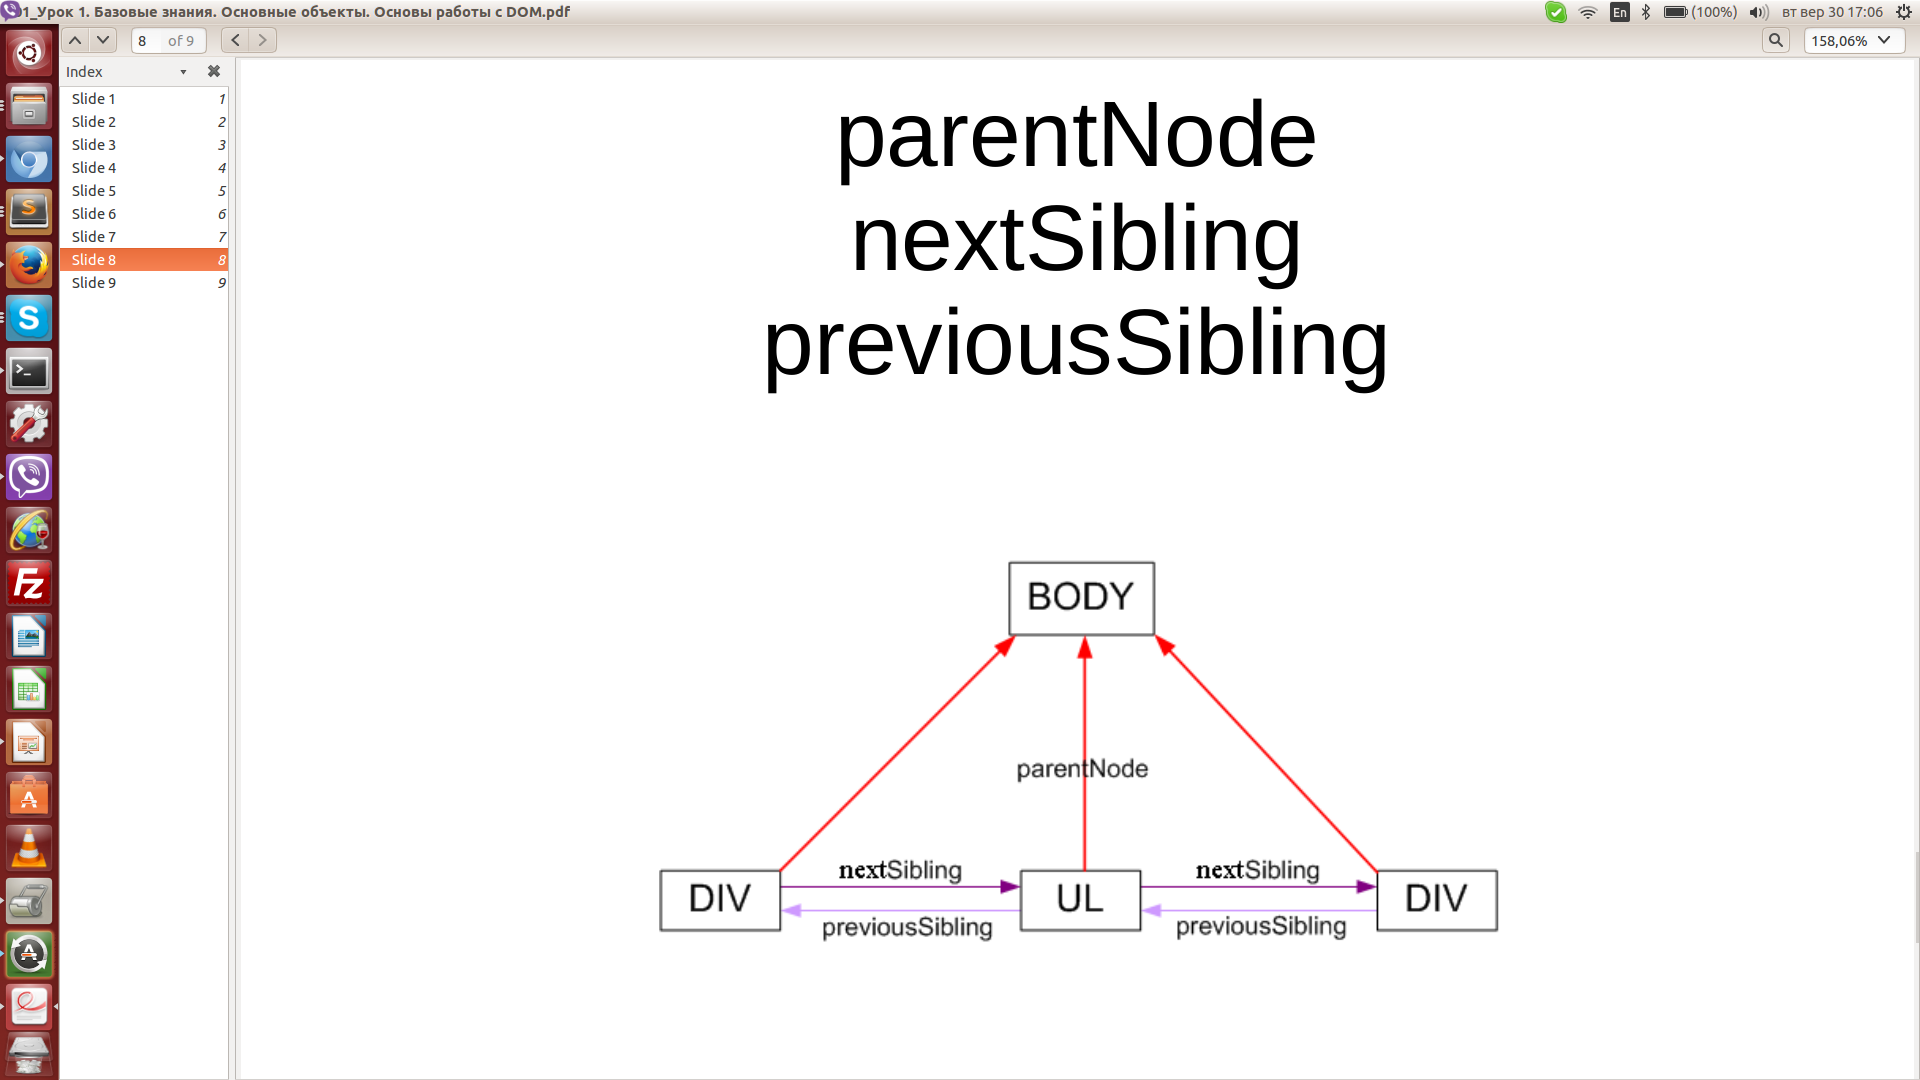 1_Урок 1. Базовые знания. Основные объекты. Основы работы с DOM.pdf
En (100%) вт вер 30 17:06
8 of 9
158,06%
Index
Slide 1 1
Slide 2 2
Slide 3 3
Slide 4 4
Slide 5 5
Slide 6 6
Slide 7 7
Slide 8 8
Slide 9 9
parentNode
nextSibling
previousSibling
BODY
parentNode
nextSibling nextSibling
DIV UL DIV
previousSibling previousSibling